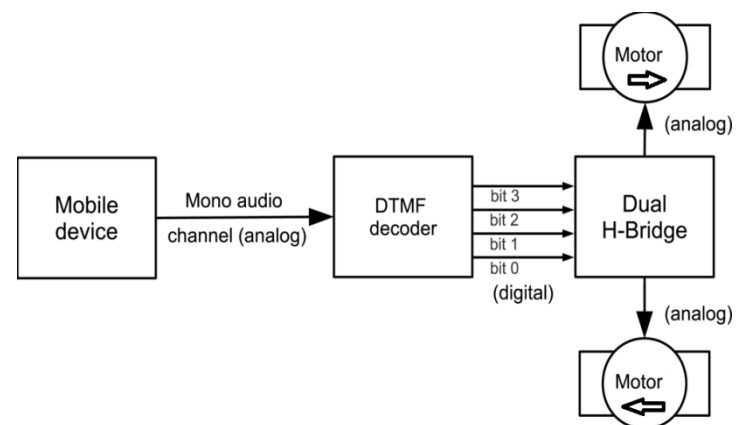 Motor
(analog)
Mobile
device
Mono audio
channel (analog)
DTMF
decoder
bit 3
bit 2
bit 1
bit 0
(digital)
Dual
H-Bridge
(analog)
Motor